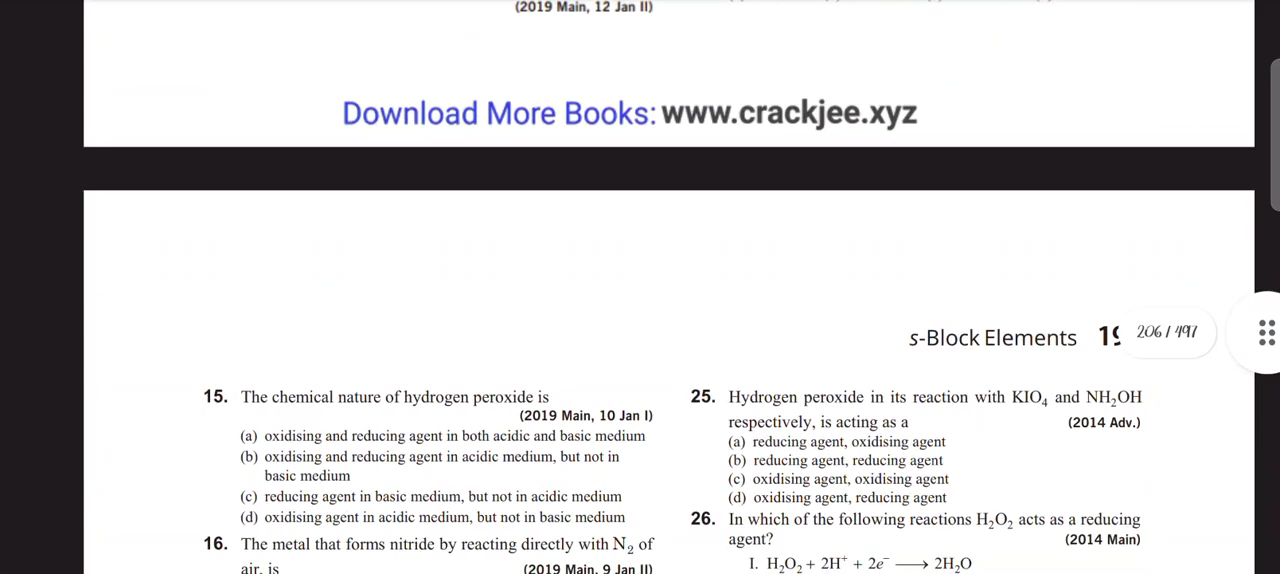 (2019 Main, 12 Jan II)
Download More Books: www.crackjee.xyz
s-Block Elements
206 / 497
15. The chemical nature of hydrogen peroxide is
(2019 Main, 10 Jan I)
(a) oxidising and reducing agent in both acidic and basic medium
(b) oxidising and reducing agent in acidic medium, but not in
basic medium
(c) reducing agent in basic medium, but not in acidic medium
(d) oxidising agent in acidic medium, but not in basic medium
16. The metal that forms nitride by reacting directly with N₂ of
air, is (2019 Main, 9 Jan II)
25. Hydrogen peroxide in its reaction with KIO₄ and NH₂OH
respectively, is acting as a (2014 Adv.)
(a) reducing agent, oxidising agent
(b) reducing agent, reducing agent
(c) oxidising agent, oxidising agent
(d) oxidising agent, reducing agent
26. In which of the following reactions H₂O₂ acts as a reducing
agent? (2014 Main)
I. H₂O₂ + 2H⁺ + 2e⁻ ⟶ 2H₂O